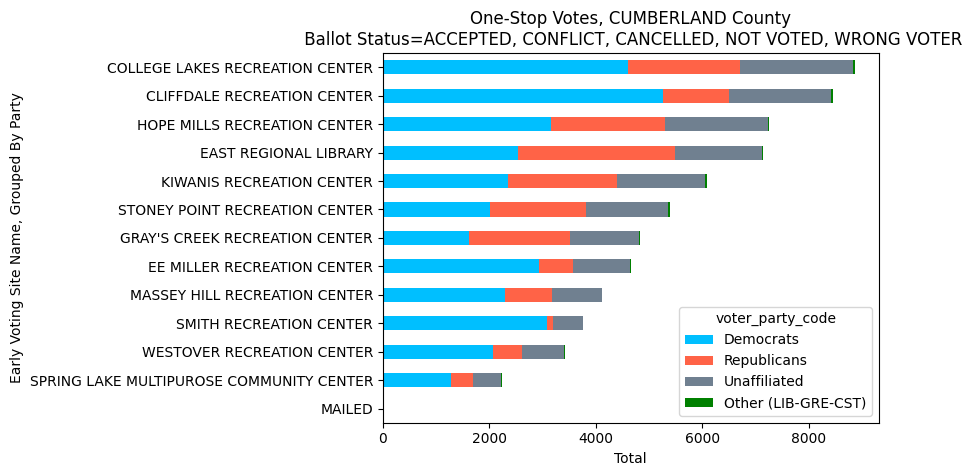 One-Stop Votes, CUMBERLAND County
Ballot Status=ACCEPTED, CONFLICT, CANCELLED, NOT VOTED, WRONG VOTER
Early Voting Site Name, Grouped By Party
COLLEGE LAKES RECREATION CENTER
CLIFFDALE RECREATION CENTER
HOPE MILLS RECREATION CENTER
EAST REGIONAL LIBRARY
KIWANIS RECREATION CENTER
STONEY POINT RECREATION CENTER
GRAY'S CREEK RECREATION CENTER
EE MILLER RECREATION CENTER
MASSEY HILL RECREATION CENTER
SMITH RECREATION CENTER
WESTOVER RECREATION CENTER
SPRING LAKE MULTIPUROSE COMMUNITY CENTER
MAILED
voter_party_code
Democrats
Republicans
Unaffiliated
Other (LIB-GRE-CST)
0 2000 4000 6000 8000
Total